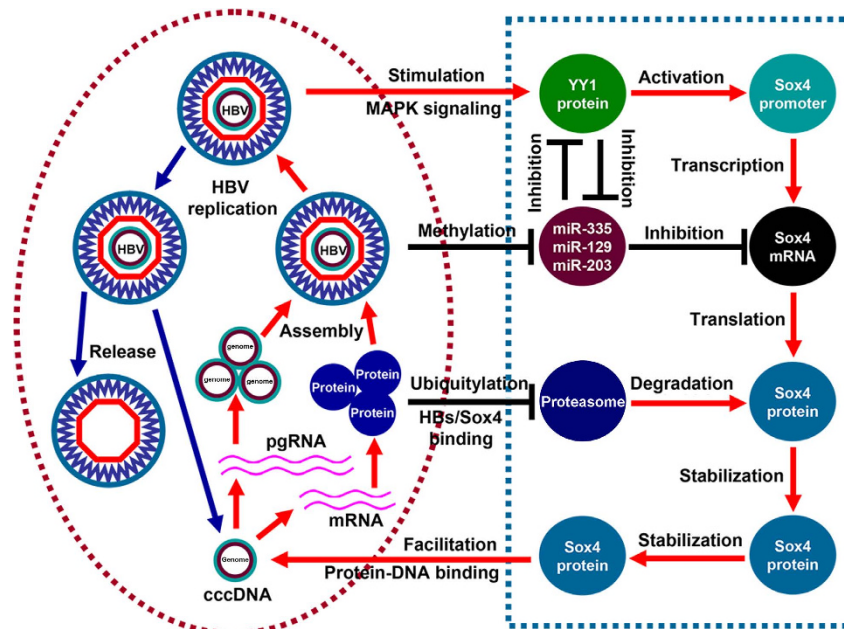 HBV
HBV
replication
HBV
HBV
Release
Assembly
genome
genome
genome
Protein
Protein
Protein
pgRNA
mRNA
Genome
cccDNA
Stimulation
MAPK signaling
YY1
protein
Activation
Sox4
promoter
Inhibition
Inhibition
Transcription
Methylation
miR-335
miR-129
miR-203
Inhibition
Sox4
mRNA
Translation
Ubiquitylation
HBs/Sox4
binding
Proteasome
Degradation
Sox4
protein
Stabilization
Facilitation
Protein-DNA binding
Sox4
protein
Stabilization
Sox4
protein